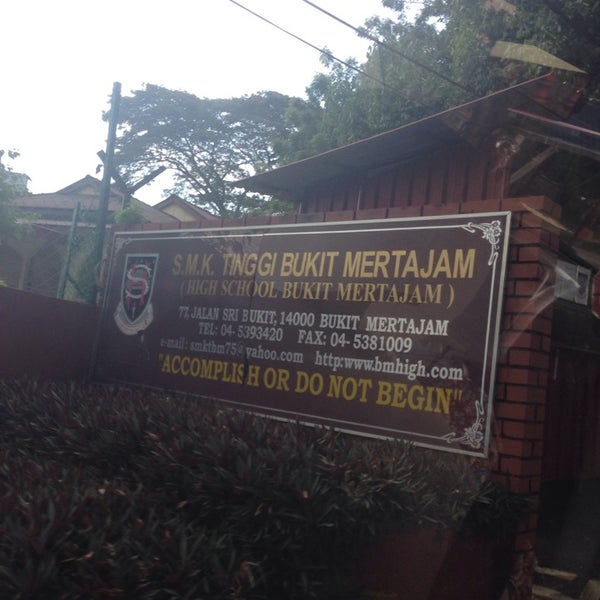 S
S.M.K. TINGGI BUKIT MERTAJAM
( HIGH SCHOOL BUKIT MERTAJAM )
77, JALAN SRI BUKIT, 14000 BUKIT MERTAJAM
TEL: 04- 5393420 FAX: 04- 5381009
e-mail: smktbm75@yahoo.com http:www.bmhigh.com
"ACCOMPLISH OR DO NOT BEGIN"